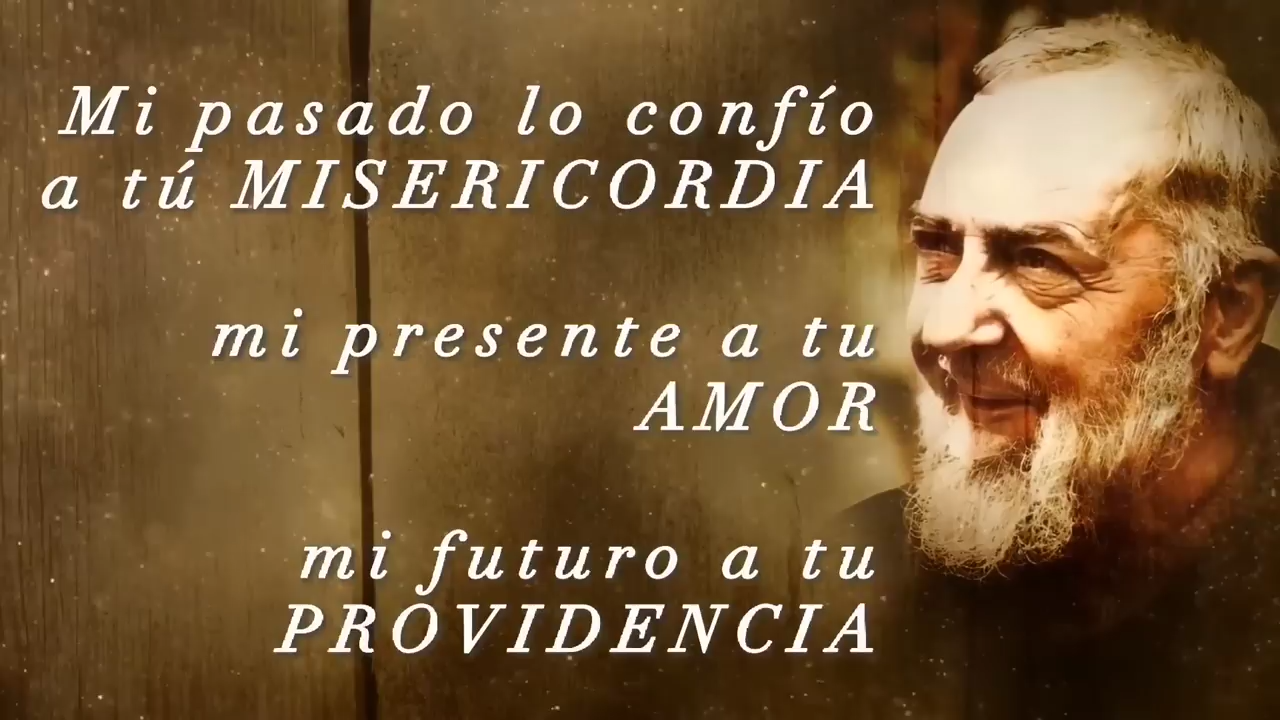 Mi pasado lo confío
a tú MISERICORDIA
mi presente a tu
AMOR
mi futuro a tu
PROVIDENCIA